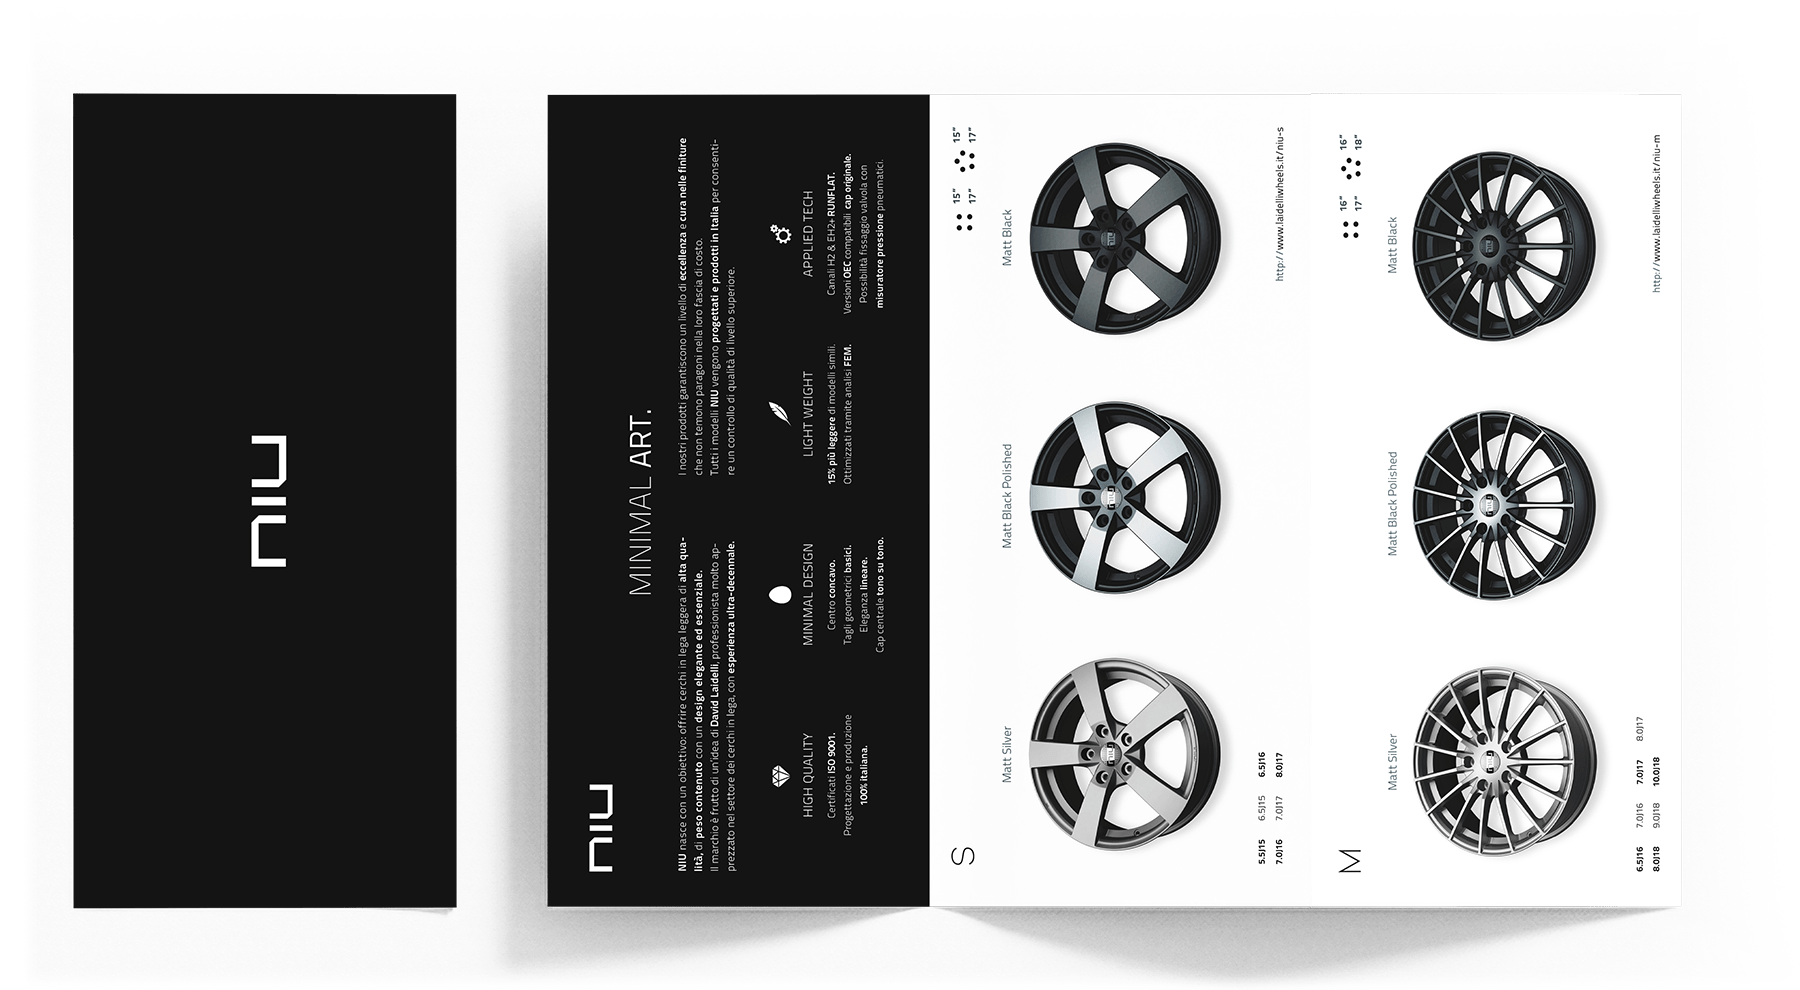 NIU
NIU
MINIMAL ART.
NIU nasce con un obiettivo: offrire cerchi in lega leggera di alta qua-
lità, di peso contenuto con un design elegante ed essenziale.
Il marchio è frutto di un'idea di David Laidelli, professionista molto ap-
prezzato nel settore dei cerchi in lega, con esperienza ultra-decennale.
I nostri prodotti garantiscono un livello di eccellenza e cura nelle finiture
che non temono paragoni nella loro fascia di costo.
Tutti i modelli NIU vengono progettati e prodotti in Italia per consenti-
re un controllo di qualità di livello superiore.
HIGH QUALITY
Certificati ISO 9001.
Progettazione e produzione
100% italiana.
MINIMAL DESIGN
Centro concavo.
Tagli geometrici basici.
Eleganza lineare.
Cap centrale tono su tono.
LIGHT WEIGHT
15% più leggere di modelli simili.
Ottimizzati tramite analisi FEM.
APPLIED TECH
Canali H2 & EH2+ RUNFLAT.
Versioni OEC compatibili cap originale.
Possibilità fissaggio valvola con
misuratore pressione pneumatici.
S
15" 15"
17" 17"
Matt Silver
Matt Black Polished
Matt Black
5.5J15 6.5J15 6.5J16
7.0J16 7.0J17 8.0J17
http://www.laidelliwheels.it/niu-s
M
16" 16"
17" 18"
Matt Silver
Matt Black Polished
Matt Black
6.5J16 7.0J16 7.0J17 8.0J17
8.0J18 9.0J18 10.0J18
http://www.laidelliwheels.it/niu-m